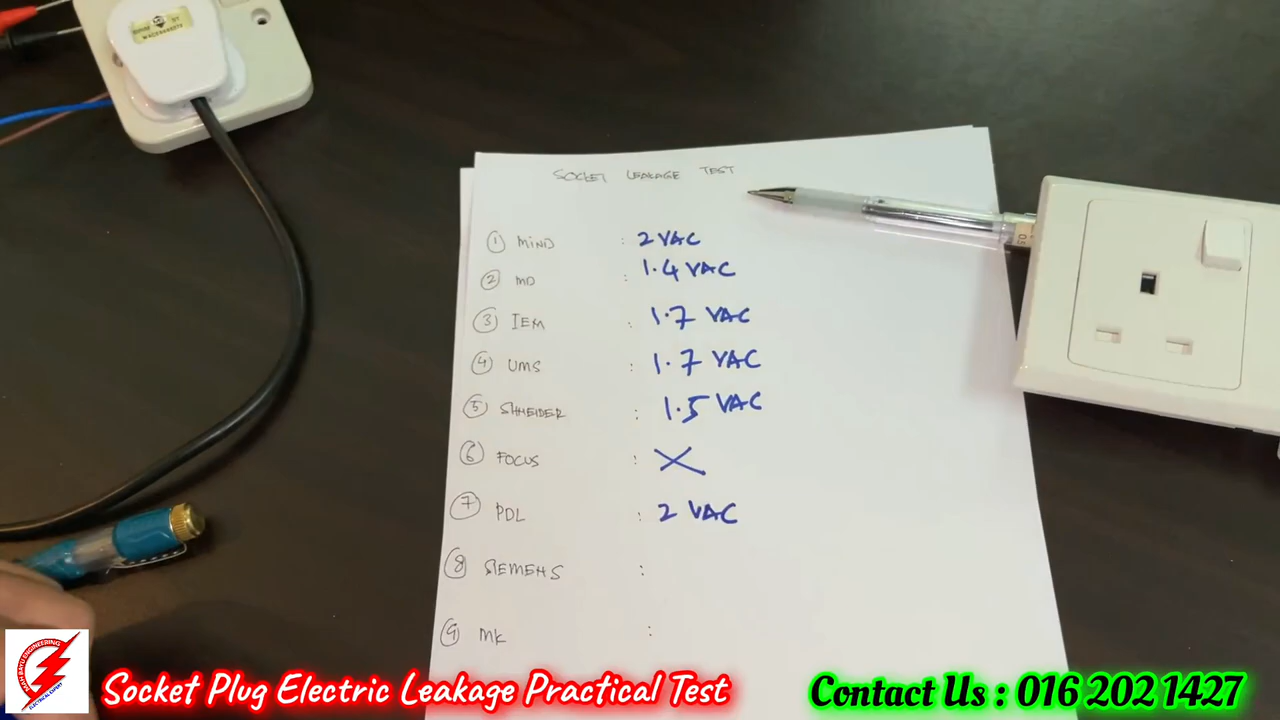 SOCKET LEAKAGE TEST
① MIND : 2 VAC
② MD : 1.4 VAC
③ IEM : 1.7 VAC
④ UMS : 1.7 VAC
⑤ SHNEIDER : 1.5 VAC
⑥ FOCUS : X
⑦ PDL : 2 VAC
⑧ SIEMENS :
⑨ MK :
Socket Plug Electric Leakage Practical Test
Contact Us : 016 202 1427